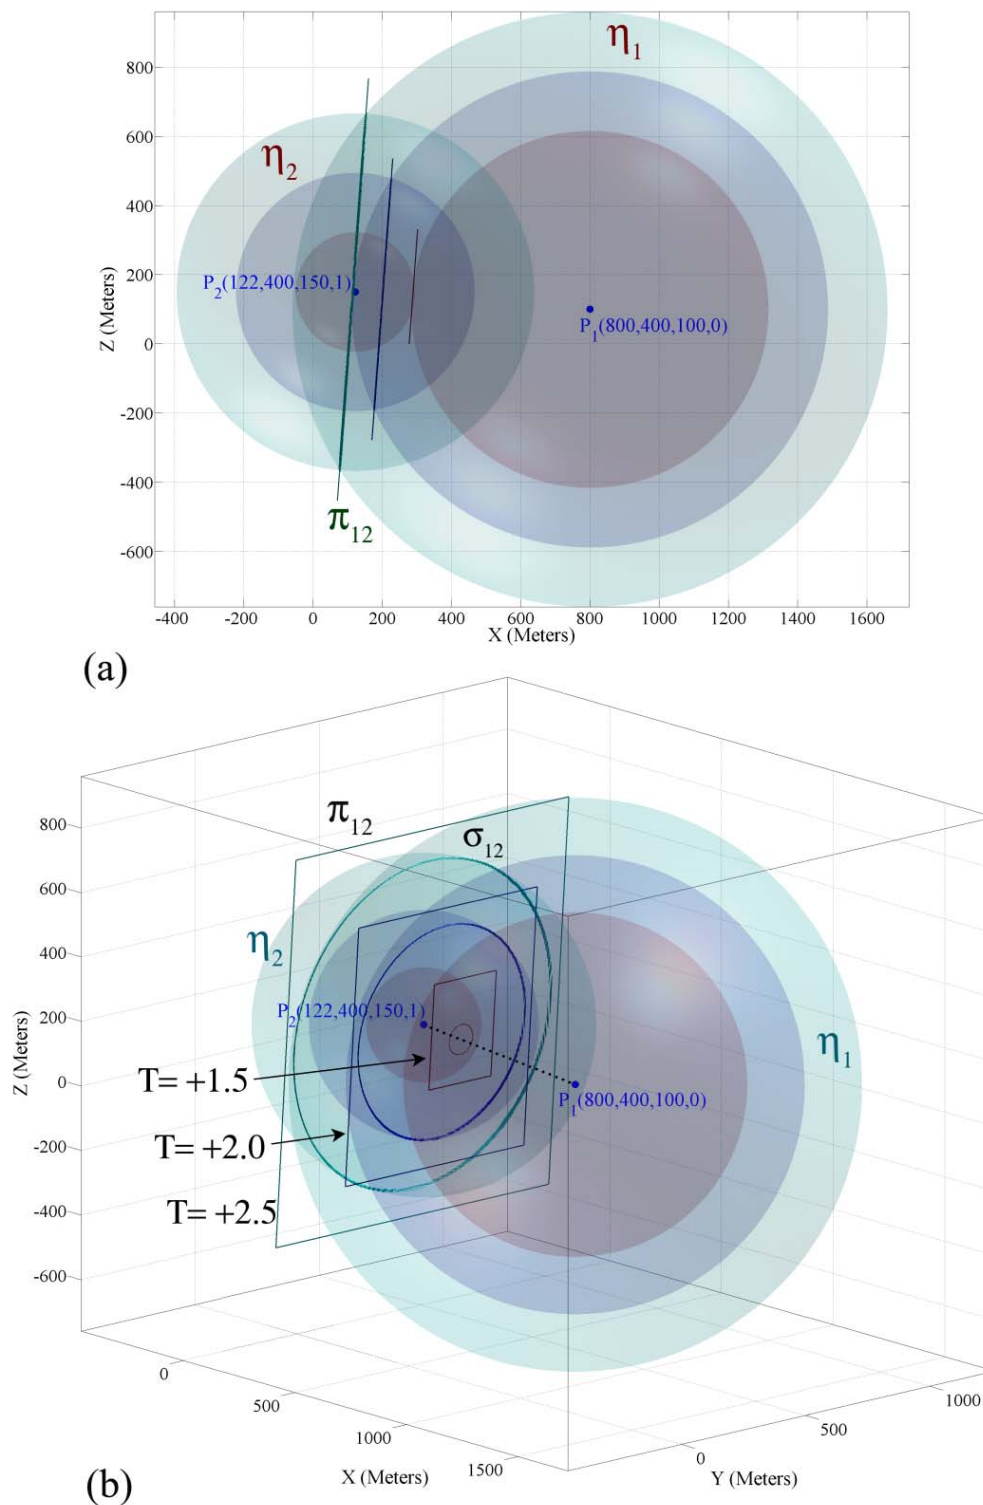 η₁
800
η₂
600
400
P₂(122,400,150,1)
200
Z (Meters)
P₁(800,400,100,0)
0
-200
-400
π₁₂
-600
-400 -200 0 200 400 600 800 1000 1200 1400 1600
X (Meters)
(a)
π₁₂
800
σ₁₂
600
η₂
400
P₂(122,400,150,1)
200
η₁
Z (Meters)
0
T= +1.5
P₁(800,400,100,0)
T= +2.0
-200
T= +2.5
-400
-600
0
500
1000
1500
X (Meters)
0
500
1000
Y (Meters)
(b)